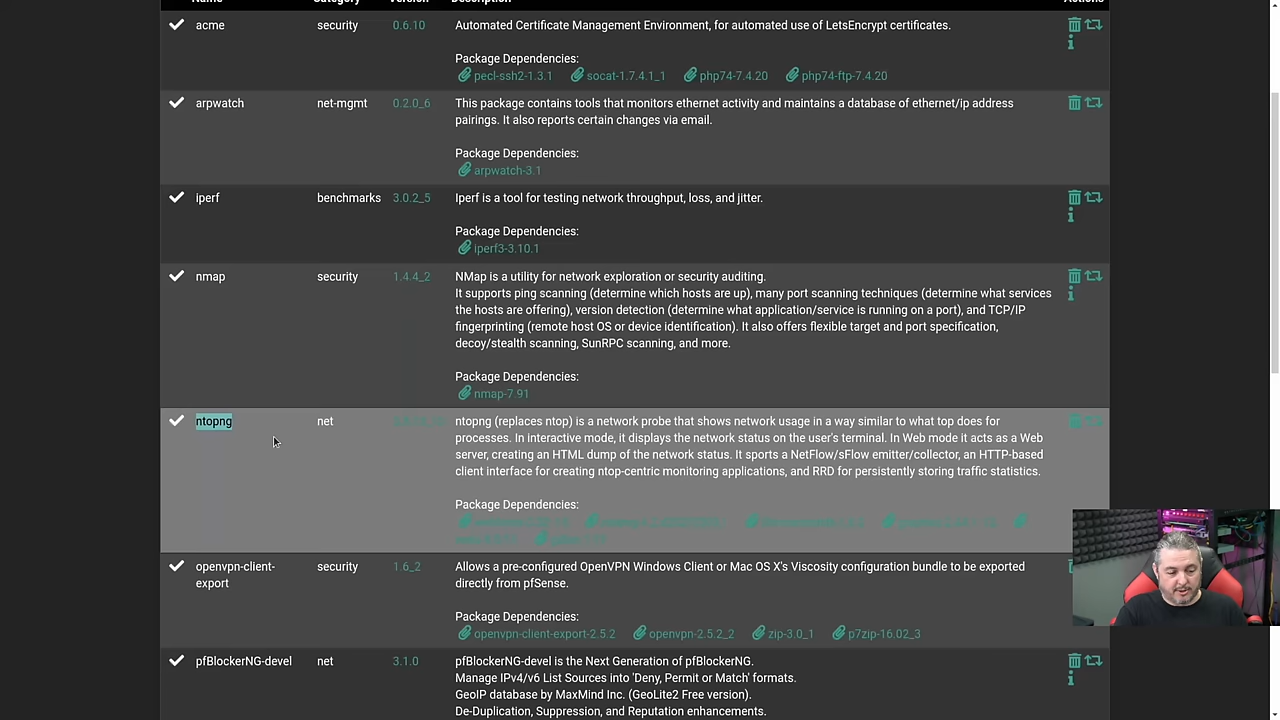 acme security 0.6.10 Automated Certificate Management Environment, for automated use of LetsEncrypt certificates.
Package Dependencies:
pecl-ssh2-1.3.1 socat-1.7.4.1_1 php74-7.4.20 php74-ftp-7.4.20
arpwatch net-mgmt 0.2.0_6 This package contains tools that monitors ethernet activity and maintains a database of ethernet/ip address
pairings. It also reports certain changes via email.
Package Dependencies:
arpwatch-3.1
iperf benchmarks 3.0.2_5 Iperf is a tool for testing network throughput, loss, and jitter.
Package Dependencies:
iperf3-3.10.1
nmap security 1.4.4_2 NMap is a utility for network exploration or security auditing.
It supports ping scanning (determine which hosts are up), many port scanning techniques (determine what services
the hosts are offering), version detection (determine what application/service is running on a port), and TCP/IP
fingerprinting (remote host OS or device identification). It also offers flexible target and port specification,
decoy/stealth scanning, SunRPC scanning, and more.
Package Dependencies:
nmap-7.91
ntopng net ntopng (replaces ntop) is a network probe that shows network usage in a way similar to what top does for
processes. In interactive mode, it displays the network status on the user's terminal. In Web mode it acts as a Web
server, creating an HTML dump of the network status. It sports a NetFlow/sFlow emitter/collector, an HTTP-based
client interface for creating ntop-centric monitoring applications, and RRD for persistently storing traffic statistics.
Package Dependencies:
openvpn-client- security 1.6_2 Allows a pre-configured OpenVPN Windows Client or Mac OS X's Viscosity configuration bundle to be exported
export directly from pfSense.
Package Dependencies:
openvpn-client-export-2.5.2 openvpn-2.5.2_2 zip-3.0_1 p7zip-16.02_3
pfBlockerNG-devel net 3.1.0 pfBlockerNG-devel is the Next Generation of pfBlockerNG.
Manage IPv4/v6 List Sources into 'Deny, Permit or Match' formats.
GeoIP database by MaxMind Inc. (GeoLite2 Free version).
De-Duplication, Suppression, and Reputation enhancements.